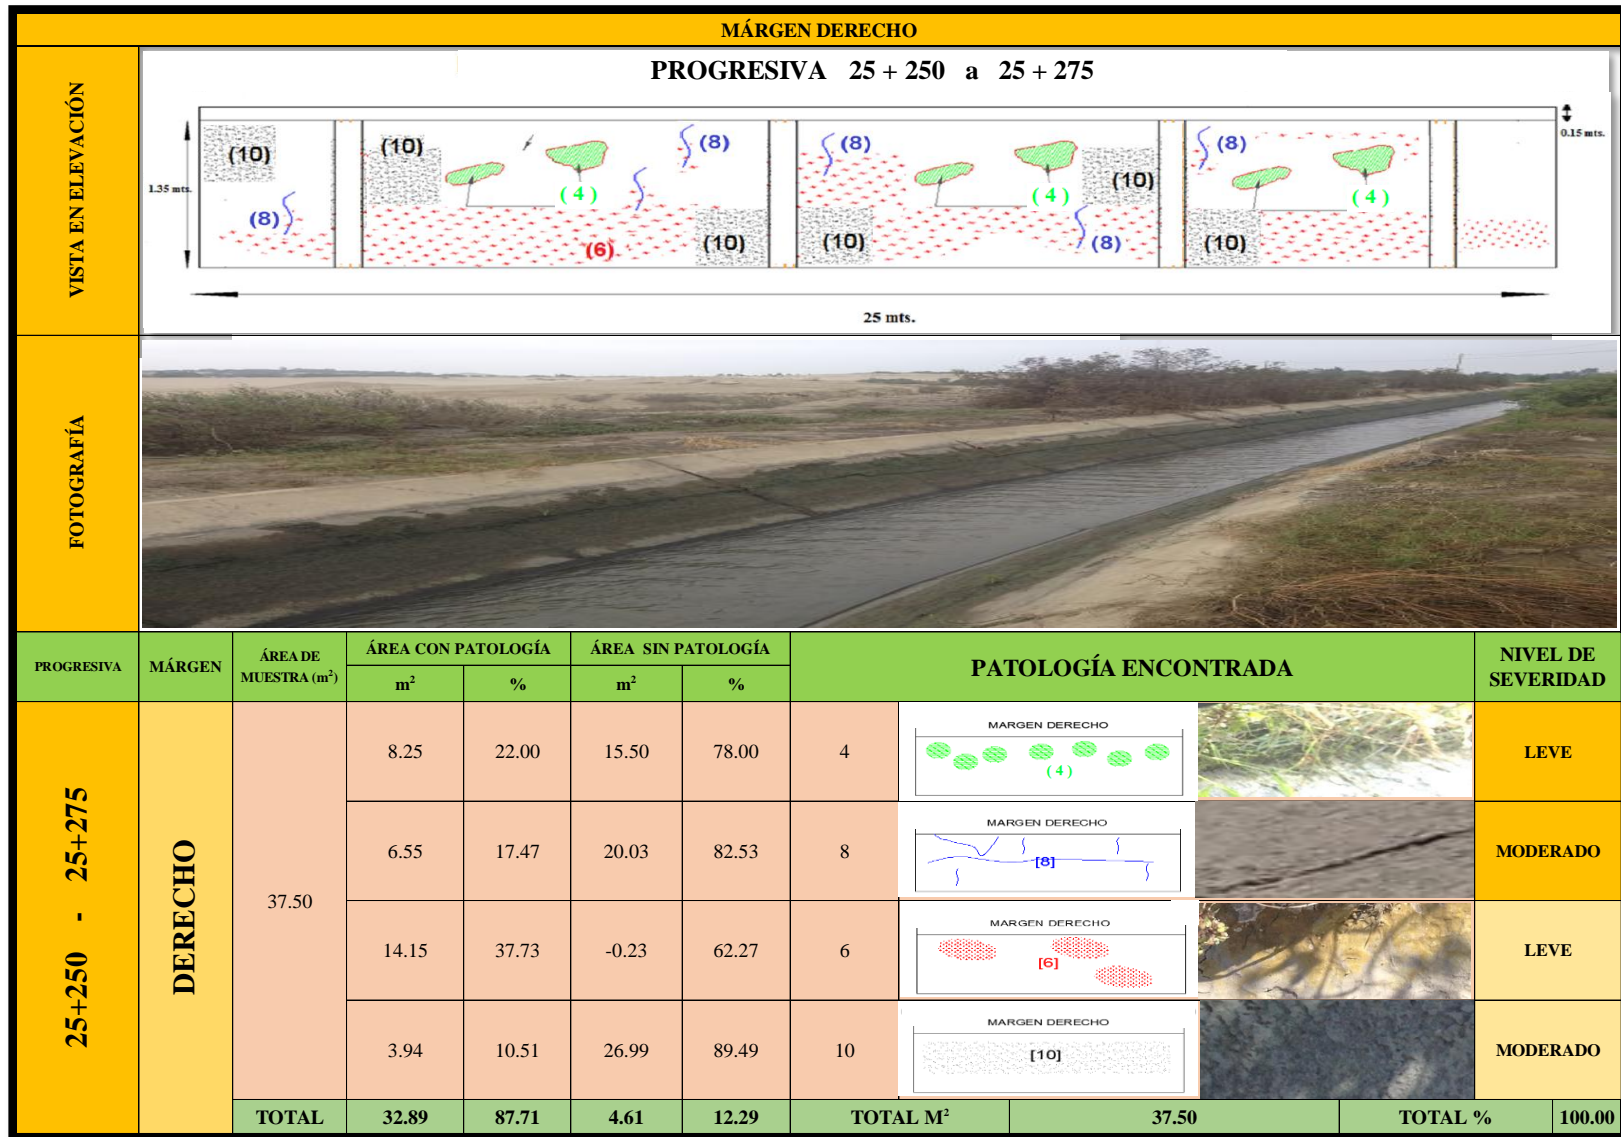 MÁRGEN DERECHO
VISTA EN ELEVACIÓN
PROGRESIVA 25 + 250 a 25 + 275
0.15 mts.
1.35 mts.
(10) (10) (8) (8) (10) (8)
(4) (4) (4)
(8) (6) (10) (10) (8) (10)
25 mts.
FOTOGRAFÍA
PROGRESIVA MÁRGEN ÁREA DE MUESTRA (m²) ÁREA CON PATOLOGÍA ÁREA SIN PATOLOGÍA PATOLOGÍA ENCONTRADA NIVEL DE SEVERIDAD
m² % m² %
25+250 - 25+275
DERECHO
37.50
8.25 22.00 15.50 78.00 4 MARGEN DERECHO (4) LEVE
6.55 17.47 20.03 82.53 8 MARGEN DERECHO [8] MODERADO
14.15 37.73 -0.23 62.27 6 MARGEN DERECHO [6] LEVE
3.94 10.51 26.99 89.49 10 MARGEN DERECHO [10] MODERADO
TOTAL 32.89 87.71 4.61 12.29 TOTAL M² 37.50 TOTAL % 100.00